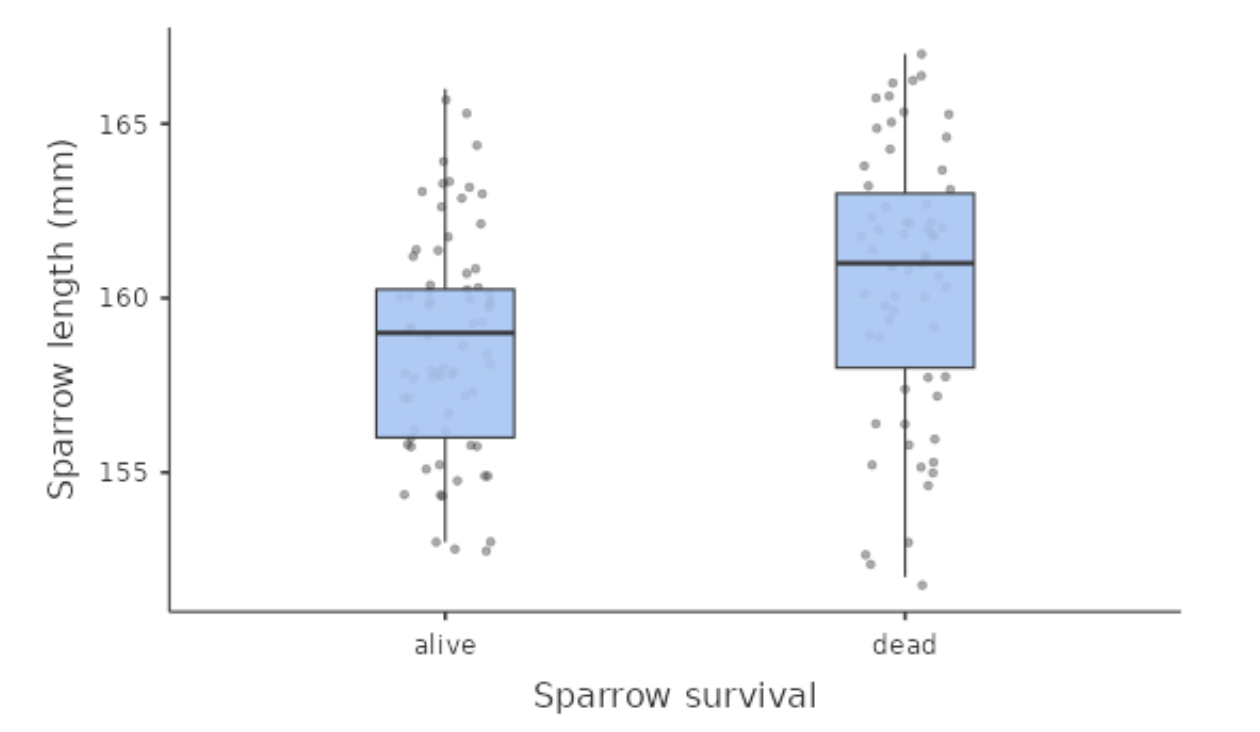 Sparrow length (mm)
165
160
155
alive
dead
Sparrow survival